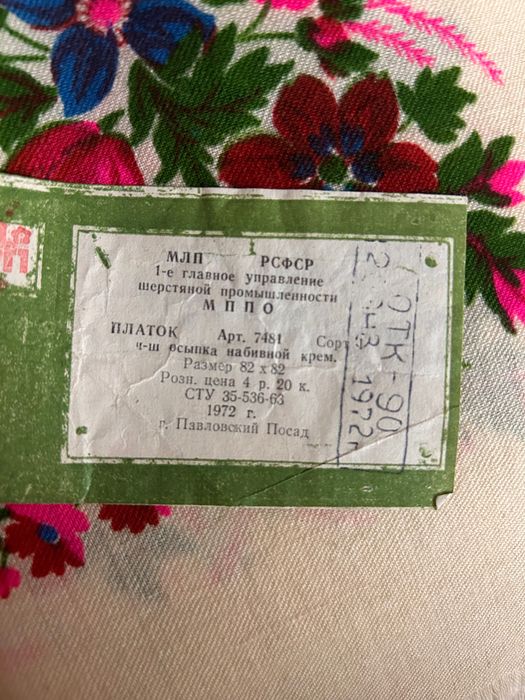 МЛП РСФСР
1-е главное управление
шерстяной промышленности
МППО
ПЛАТОК Арт. 7481 Сорт
ч-ш осыпка набивной крем.
Размер 82 х 82
Розн. цена 4 р. 20 к.
СТУ 35-536-63
1972 г.
г. Павловский Посад
ОТК-90
ЯНВ 1972